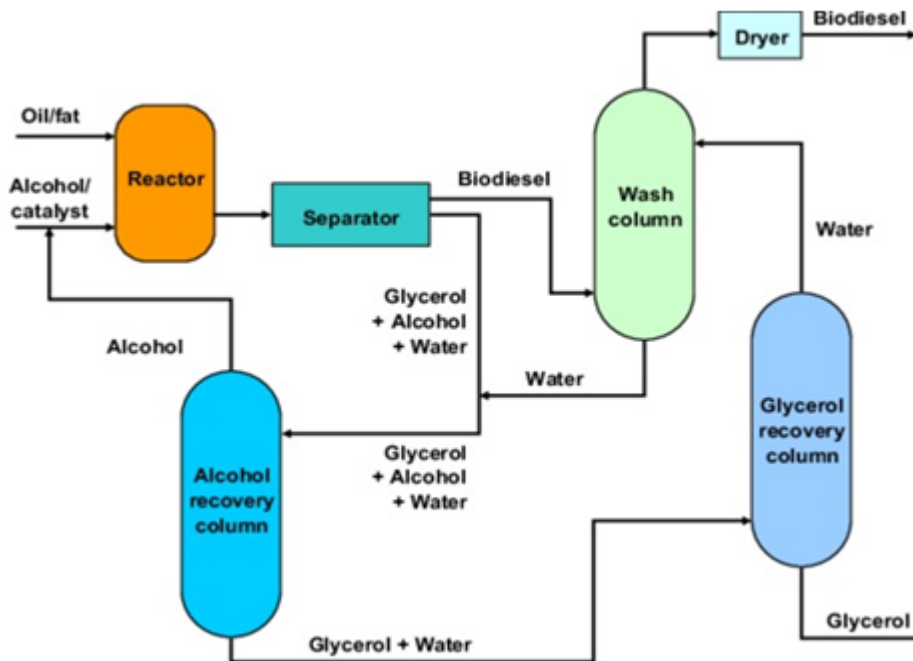 Biodiesel
Dryer
Oil/fat
Reactor
Alcohol/
catalyst
Separator
Biodiesel
Wash
column
Water
Glycerol
+ Alcohol
+ Water
Alcohol
Water
Glycerol
recovery
column
Glycerol
+ Alcohol
+ Water
Alcohol
recovery
column
Glycerol + Water
Glycerol